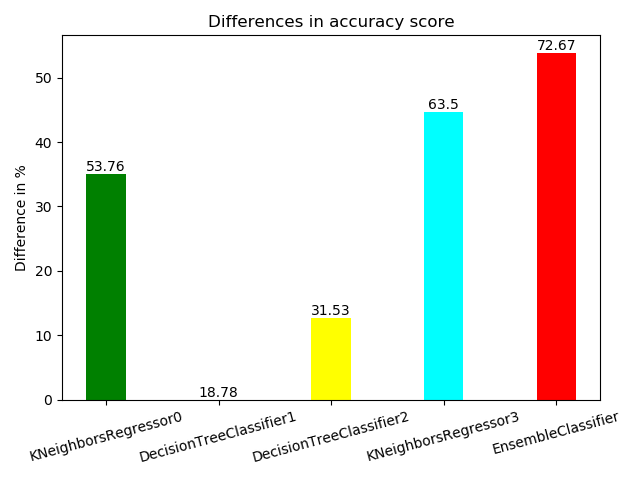 Differences in accuracy score
72.67
63.5
53.76
31.53
18.78
50
40
30
20
10
0
Difference in %
KNeighborsRegressor0
DecisionTreeClassifier1
DecisionTreeClassifier2
KNeighborsRegressor3
EnsembleClassifier